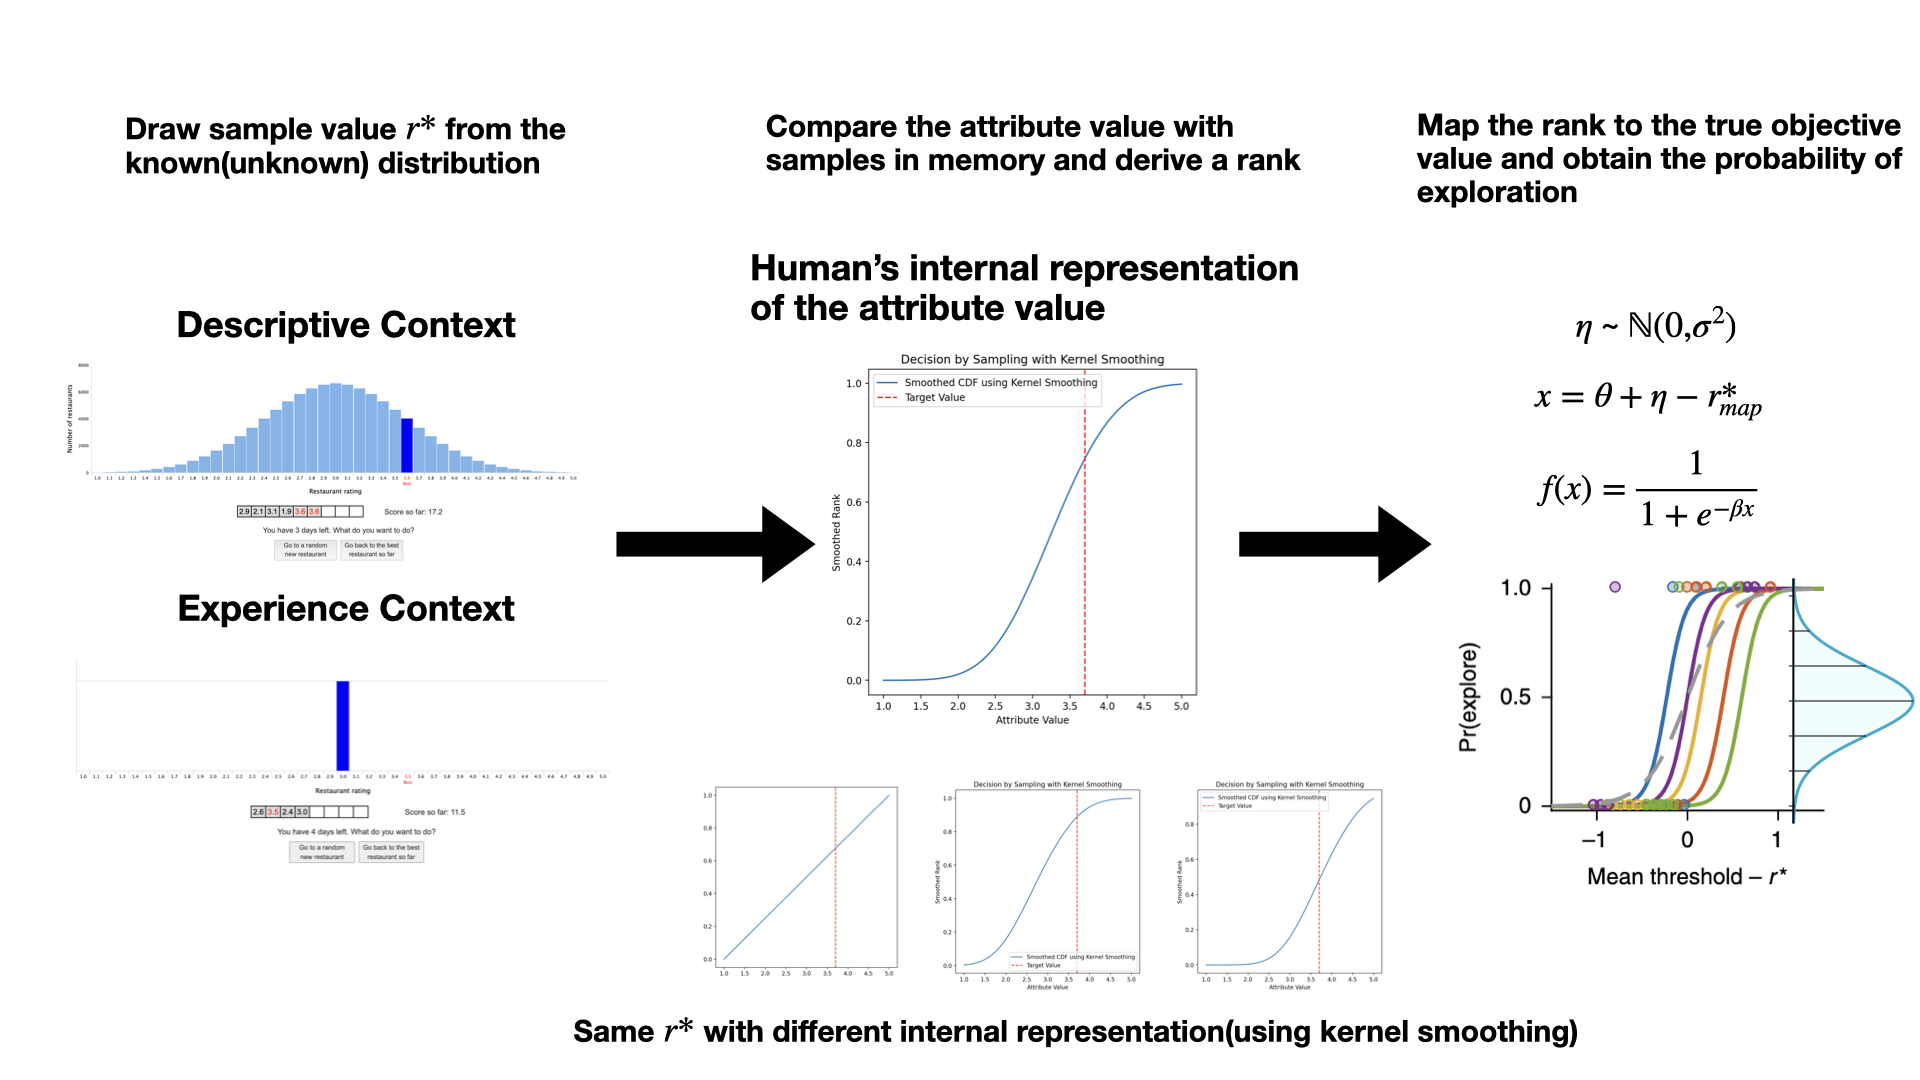 Draw sample value r* from the
known(unknown) distribution
Compare the attribute value with
samples in memory and derive a rank
Map the rank to the true objective
value and obtain the probability of
exploration
Descriptive Context
8000
6000
4000
2000
0
Number of restaurants
1.0 1.1 1.2 1.3 1.4 1.5 1.6 1.7 1.8 1.9 2.0 2.1 2.2 2.3 2.4 2.5 2.6 2.7 2.8 2.9 3.0 3.1 3.2 3.3 3.4 3.5 3.6 3.7 3.8 3.9 4.0 4.1 4.2 4.3 4.4 4.5 4.6 4.7 4.8 4.9 5.0
Best
Restaurant rating
2.9 2.1 3.1 1.9 3.6 3.6
Score so far: 17.2
You have 3 days left. What do you want to do?
Go to a random
new restaurant
Go back to the best
restaurant so far
Experience Context
1.0 1.1 1.2 1.3 1.4 1.5 1.6 1.7 1.8 1.9 2.0 2.1 2.2 2.3 2.4 2.5 2.6 2.7 2.8 2.9 3.0 3.1 3.2 3.3 3.4 3.5 3.6 3.7 3.8 3.9 4.0 4.1 4.2 4.3 4.4 4.5 4.6 4.7 4.8 4.9 5.0
Best
Restaurant rating
2.6 3.5 2.4 3.0
Score so far: 11.5
You have 4 days left. What do you want to do?
Go to a random
new restaurant
Go back to the best
restaurant so far
Human’s internal representation
of the attribute value
Decision by Sampling with Kernel Smoothing
Smoothed CDF using Kernel Smoothing
Target Value
1.0
0.8
0.6
0.4
0.2
0.0
Smoothed Rank
1.0 1.5 2.0 2.5 3.0 3.5 4.0 4.5 5.0
Attribute Value
1.0
0.8
0.6
0.4
0.2
0.0
1.0 1.5 2.0 2.5 3.0 3.5 4.0 4.5 5.0
Decision by Sampling with Kernel Smoothing
1.0
0.8
0.6
0.4
0.2
0.0
Smoothed Rank
Smoothed CDF using Kernel Smoothing
Target Value
1.0 1.5 2.0 2.5 3.0 3.5 4.0 4.5 5.0
Attribute Value
Decision by Sampling with Kernel Smoothing
Smoothed CDF using Kernel Smoothing
Target Value
0.8
0.6
0.4
0.2
0.0
Smoothed Rank
1.0 1.5 2.0 2.5 3.0 3.5 4.0 4.5 5.0
Attribute Value
Same r* with different internal representation(using kernel smoothing)
η ~ ℕ(0,σ²)
x = θ + η − r*map
f(x) = 1 / (1 + e^−βx)
1.0
0.5
0
Pr(explore)
−1 0 1
Mean threshold – r*